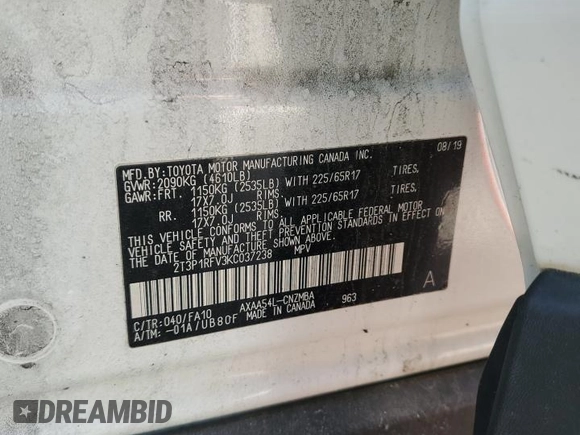 MFD.BY:TOYOTA MOTOR MANUFACTURING CANADA INC. 08/19
GVWR:2090KG (4610LB)
GAWR:FRT. 1150KG (2535LB) WITH 225/65R17 TIRES,
17X7.0J RIMS
RR. 1150KG (2535LB) WITH 225/65R17 TIRES,
17X7.0J RIMS
THIS VEHICLE CONFORMS TO ALL APPLICABLE FEDERAL MOTOR
VEHICLE SAFETY AND THEFT PREVENTION STANDARDS IN EFFECT ON
THE DATE OF MANUFACTURE SHOWN ABOVE.
2T3P1RFV3KC037238 MPV
A
C/TR:040/FA10 AXAA54L-CNZMBA 963
A/TM:-01A/UB80F MADE IN CANADA
DREAMBID